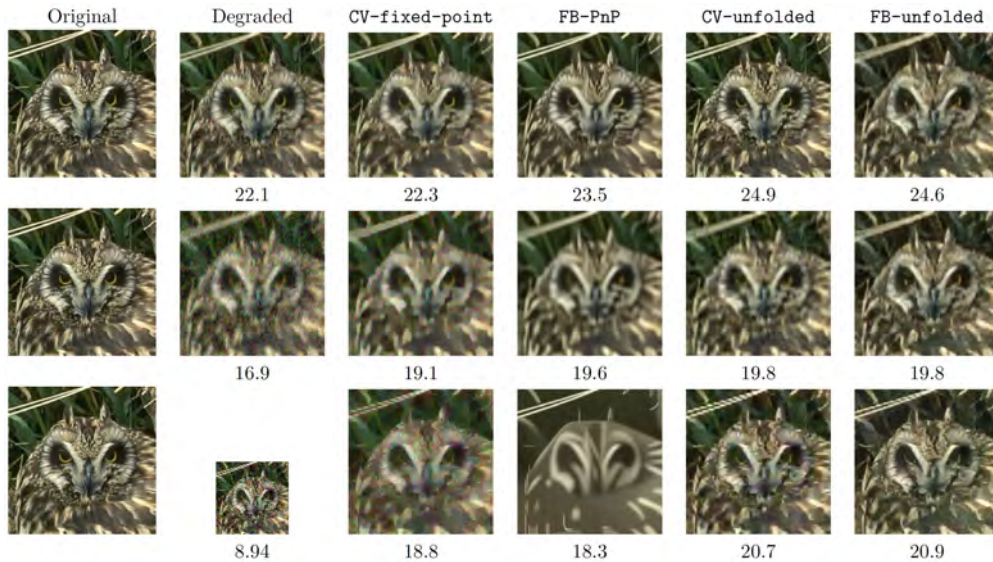 Original Degraded CV-fixed-point FB-PnP CV-unfolded FB-unfolded
22.1 22.3 23.5 24.9 24.6
16.9 19.1 19.6 19.8 19.8
8.94 18.8 18.3 20.7 20.9